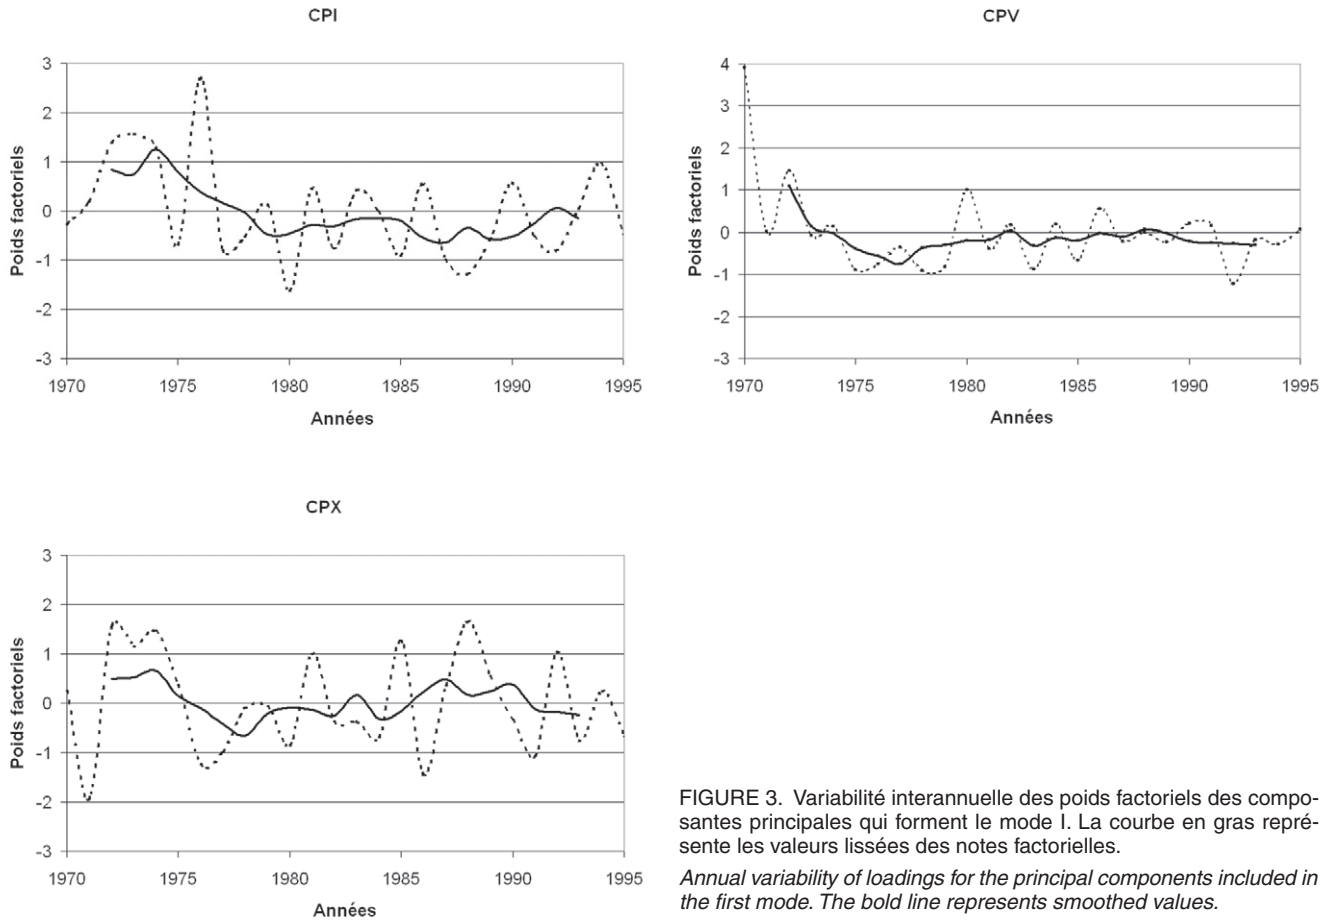 CPI
3
2
1
0
-1
-2
-3
Poids factoriels
1970 1975 1980 1985 1990 1995
Années
CPV
4
3
2
1
0
-1
-2
-3
Poids factoriels
1970 1975 1980 1985 1990 1995
Années
CPX
3
2
1
0
-1
-2
-3
Poids factoriels
1970 1975 1980 1985 1990 1995
Années
FIGURE 3. Variabilité interannuelle des poids factoriels des compo-
santes principales qui forment le mode I. La courbe en gras repré-
sente les valeurs lissées des notes factorielles.
Annual variability of loadings for the principal components included in
the first mode. The bold line represents smoothed values.